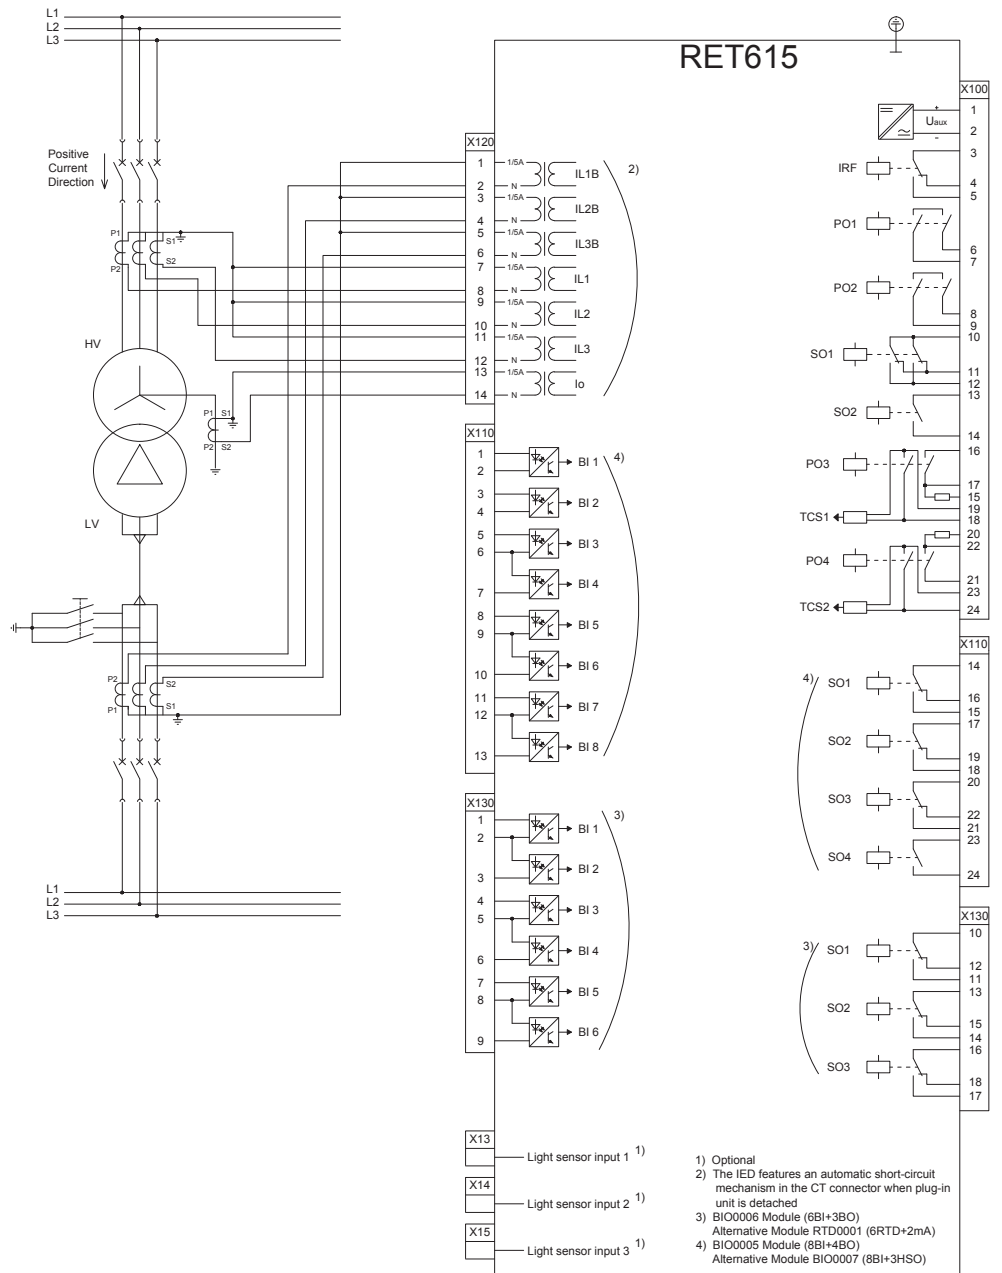 L1
L2
L3
RET615
X100
1
+
Uaux
2
-
3
IRF
4
5
PO1
6
7
PO2
8
9
10
SO1
11
12
13
SO2
14
16
PO3
17
15
19
TCS1
18
20
22
PO4
21
23
TCS2
24
Positive
Current
Direction
P1
S1
P2
S2
HV
P1
S1
P2
S2
LV
P2
S2
P1
S1
L1
L2
L3
X120
1
1/5A
IL1B
2)
2
N
3
1/5A
IL2B
4
N
5
1/5A
IL3B
6
N
7
1/5A
IL1
8
N
9
1/5A
IL2
10
N
11
1/5A
IL3
12
N
13
1/5A
Io
14
N
X110
1
BI 1
4)
2
3
BI 2
4
5
BI 3
6
BI 4
7
8
BI 5
9
BI 6
10
11
BI 7
12
BI 8
13
X130
1
BI 1
3)
2
BI 2
3
4
BI 3
5
BI 4
6
7
BI 5
8
BI 6
9
X110
14
4)
SO1
16
15
17
SO2
19
18
20
SO3
22
21
23
SO4
24
X130
10
3)
SO1
12
11
13
SO2
15
14
16
SO3
18
17
X13
Light sensor input 1 1)
X14
Light sensor input 2 1)
X15
Light sensor input 3 1)
1) Optional
2) The IED features an automatic short-circuit
mechanism in the CT connector when plug-in
unit is detached
3) BIO0006 Module (6BI+3BO)
Alternative Module RTD0001 (6RTD+2mA)
4) BIO0005 Module (8BI+4BO)
Alternative Module BIO0007 (8BI+3HSO)